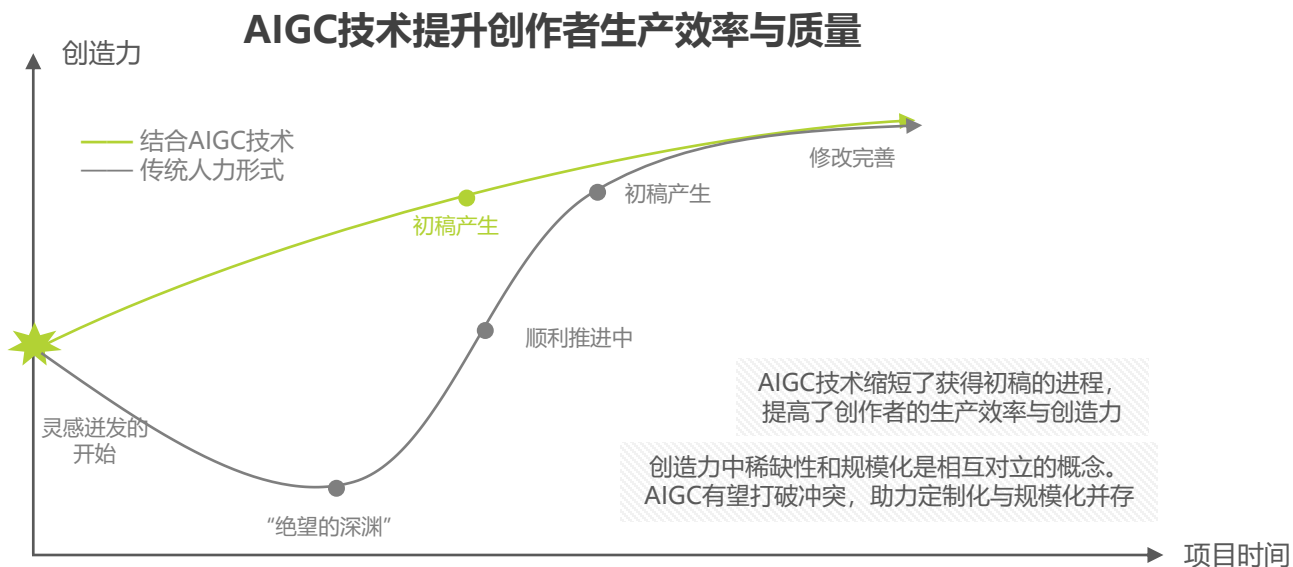 AIGC技术提升创作者生产效率与质量
创造力
结合AIGC技术
传统人力形式
修改完善
初稿产生
初稿产生
顺利推进中
AIGC技术缩短了获得初稿的进程，
提高了创作者的生产效率与创造力
灵感迸发的
开始
创造力中稀缺性和规模化是相互对立的概念。
AIGC有望打破冲突，助力定制化与规模化并存
“绝望的深渊”
项目时间